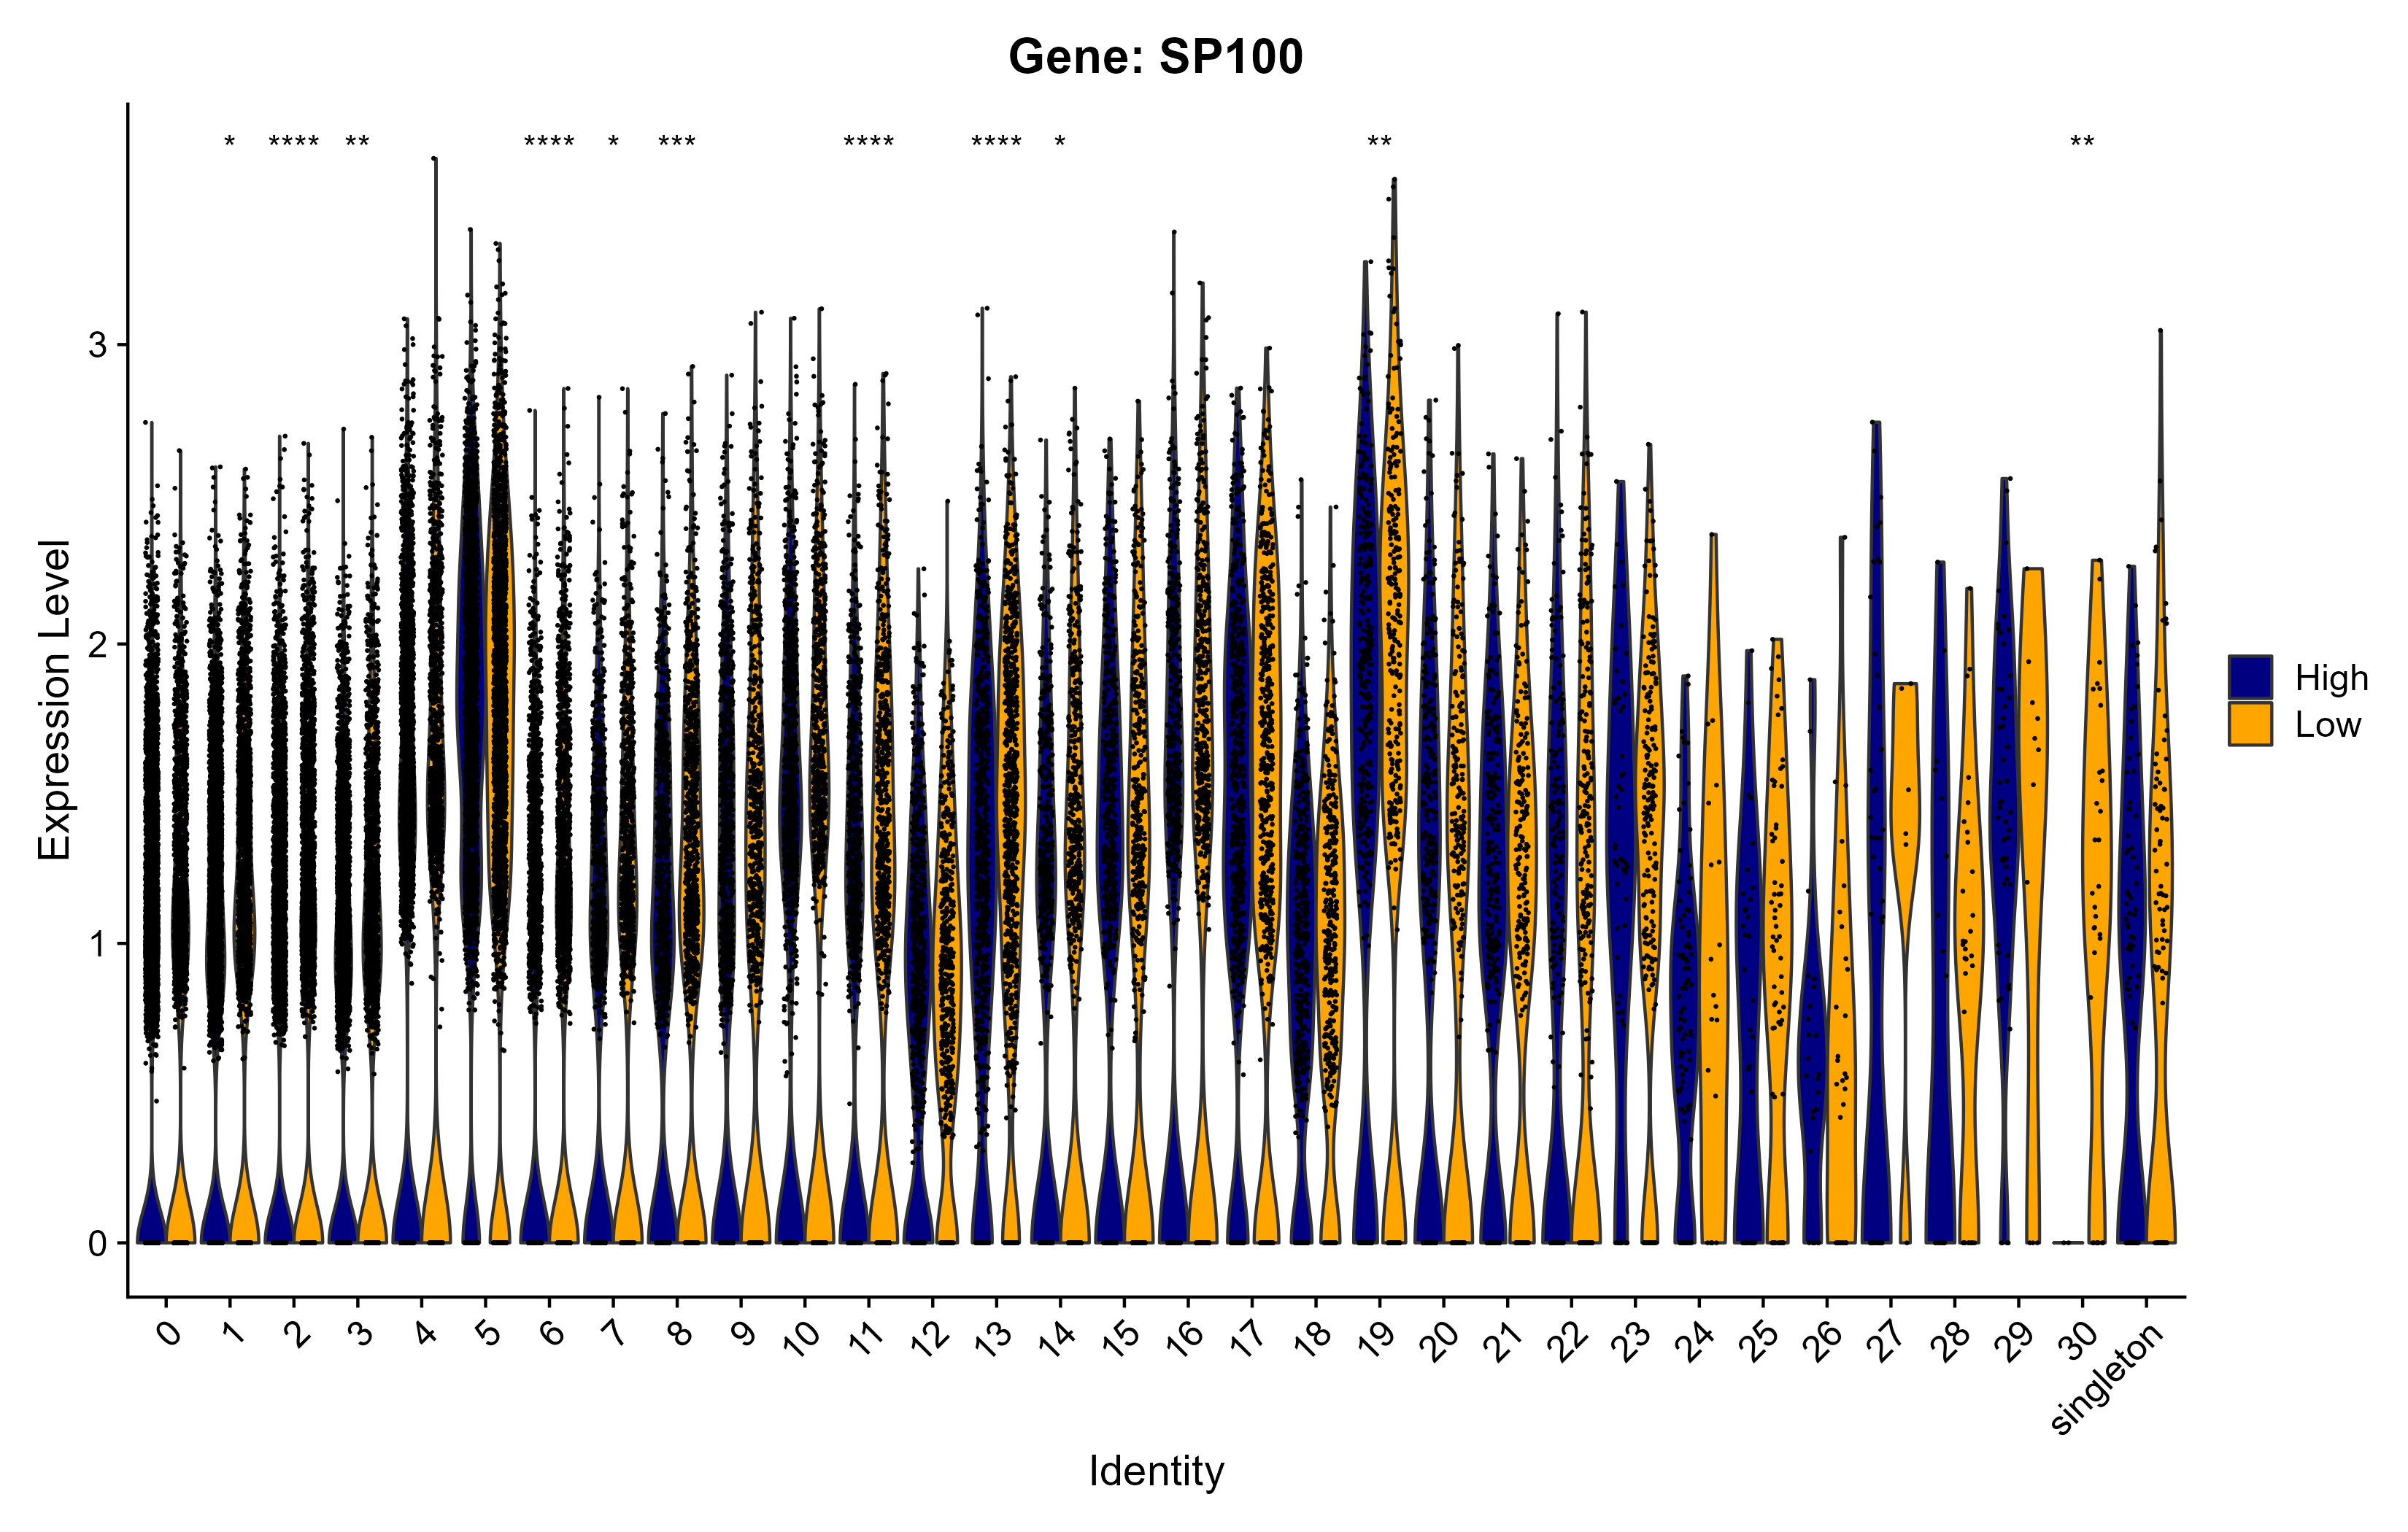 Gene: SP100
* **** ** **** * *** **** **** * ** **
Expression Level
3
2
1
0
High
Low
0 1 2 3 4 5 6 7 8 9 10 11 12 13 14 15 16 17 18 19 20 21 22 23 24 25 26 27 28 29 30 singleton
Identity